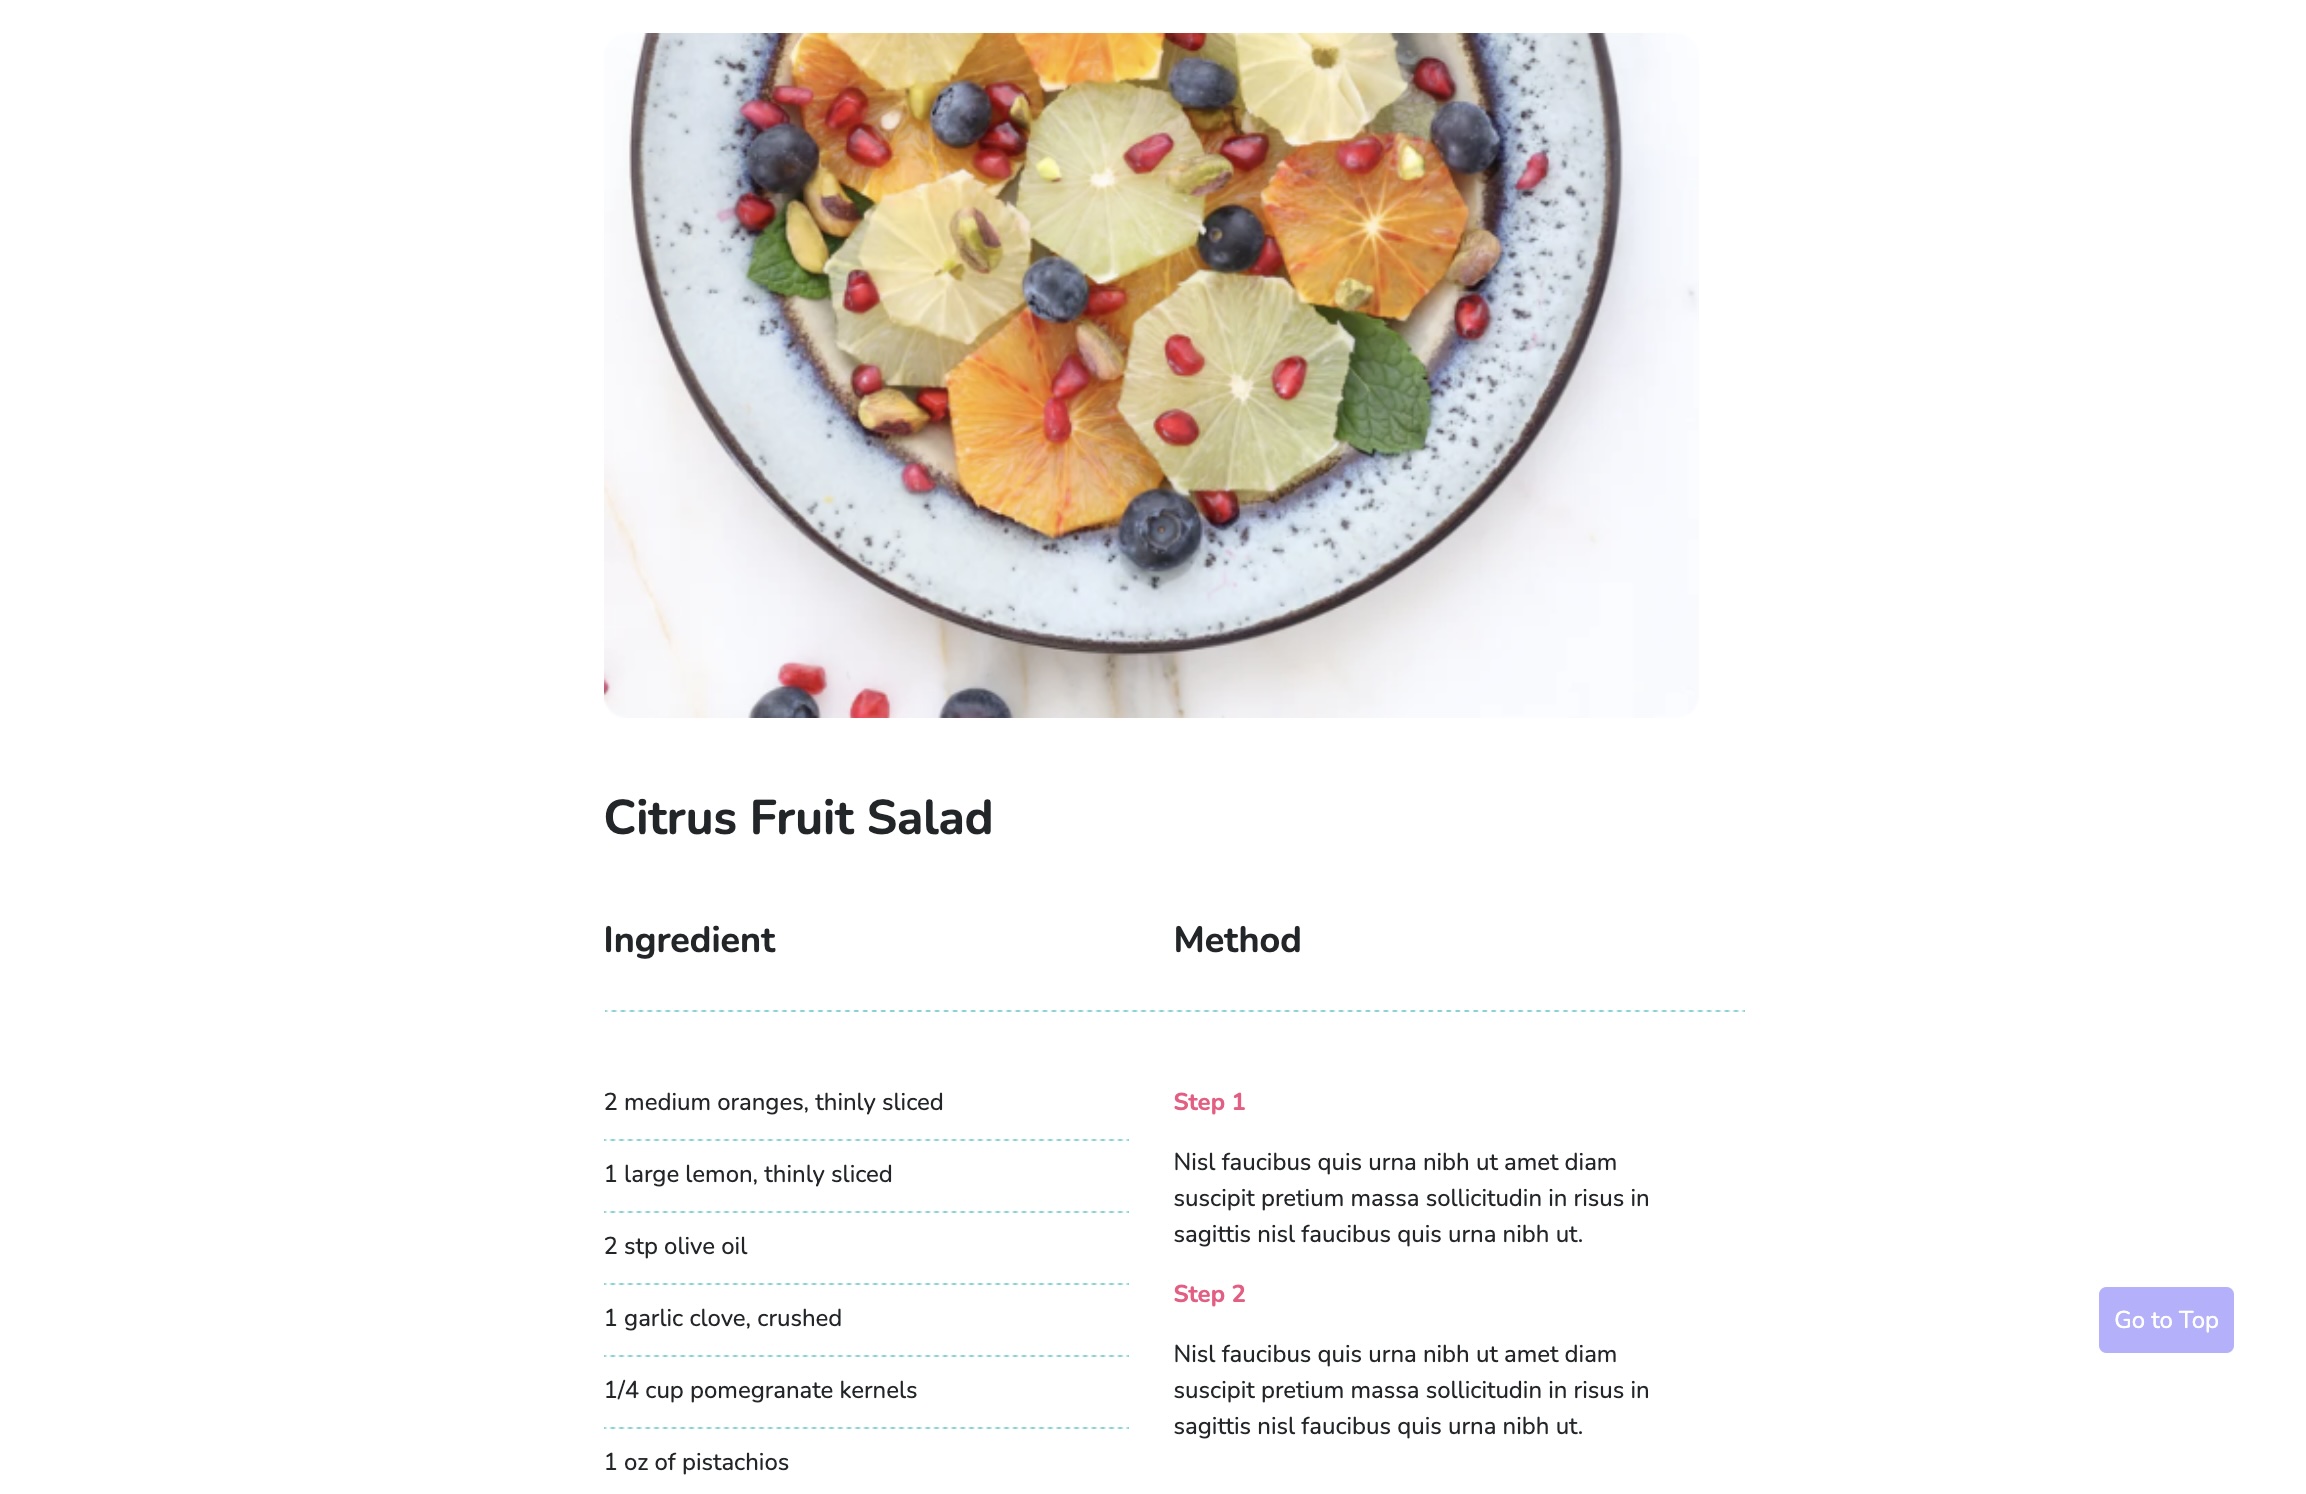 Citrus Fruit Salad
Ingredient
Method
2 medium oranges, thinly sliced
1 large lemon, thinly sliced
2 stp olive oil
1 garlic clove, crushed
1/4 cup pomegranate kernels
1 oz of pistachios
Step 1
Nisl faucibus quis urna nibh ut amet diam
suscipit pretium massa sollicitudin in risus in
sagittis nisl faucibus quis urna nibh ut.
Step 2
Nisl faucibus quis urna nibh ut amet diam
suscipit pretium massa sollicitudin in risus in
sagittis nisl faucibus quis urna nibh ut.
Go to Top